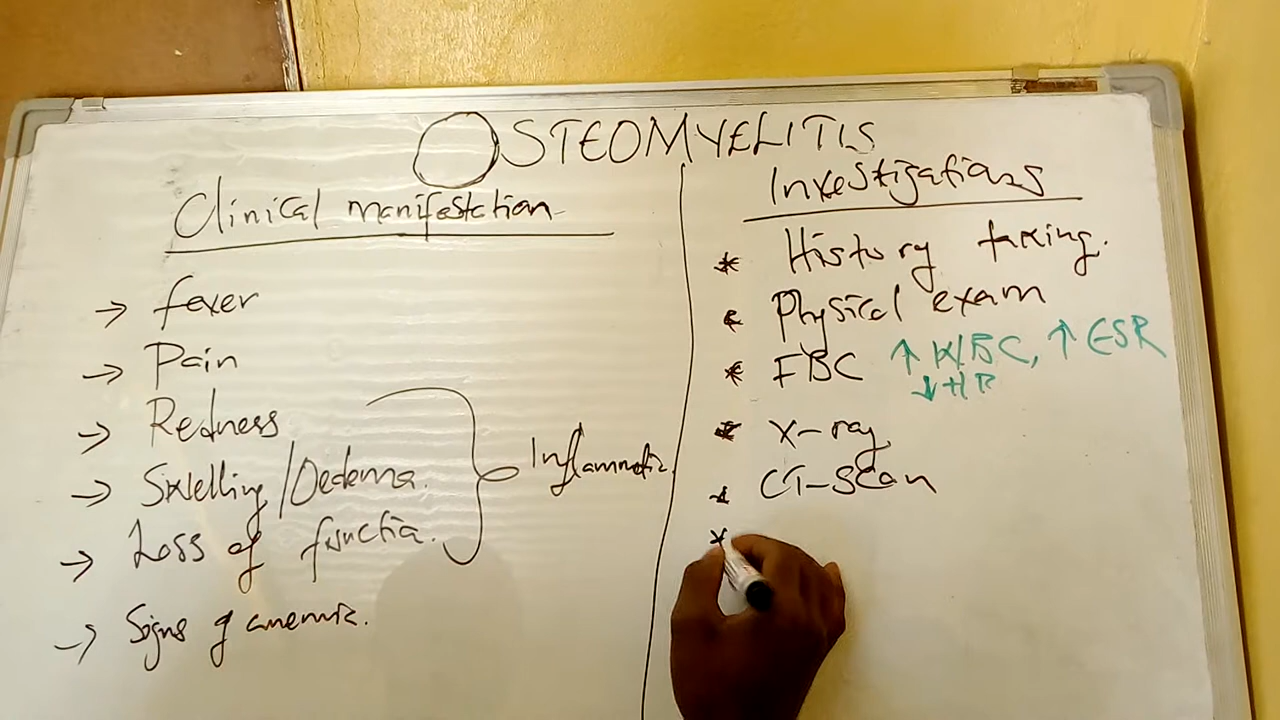 OSTEOMYELITIS
Clinical manifestation
→ fever
→ Pain
→ Redness
→ Swelling/Oedema.
→ Loss of function.
Inflammation.
→ Signs of anemia.
Investigations
* History taking.
* Physical exam
* FBC ↑ WBC, ↑ ESR
↓ HB
* X-ray
* CT-Scan
*